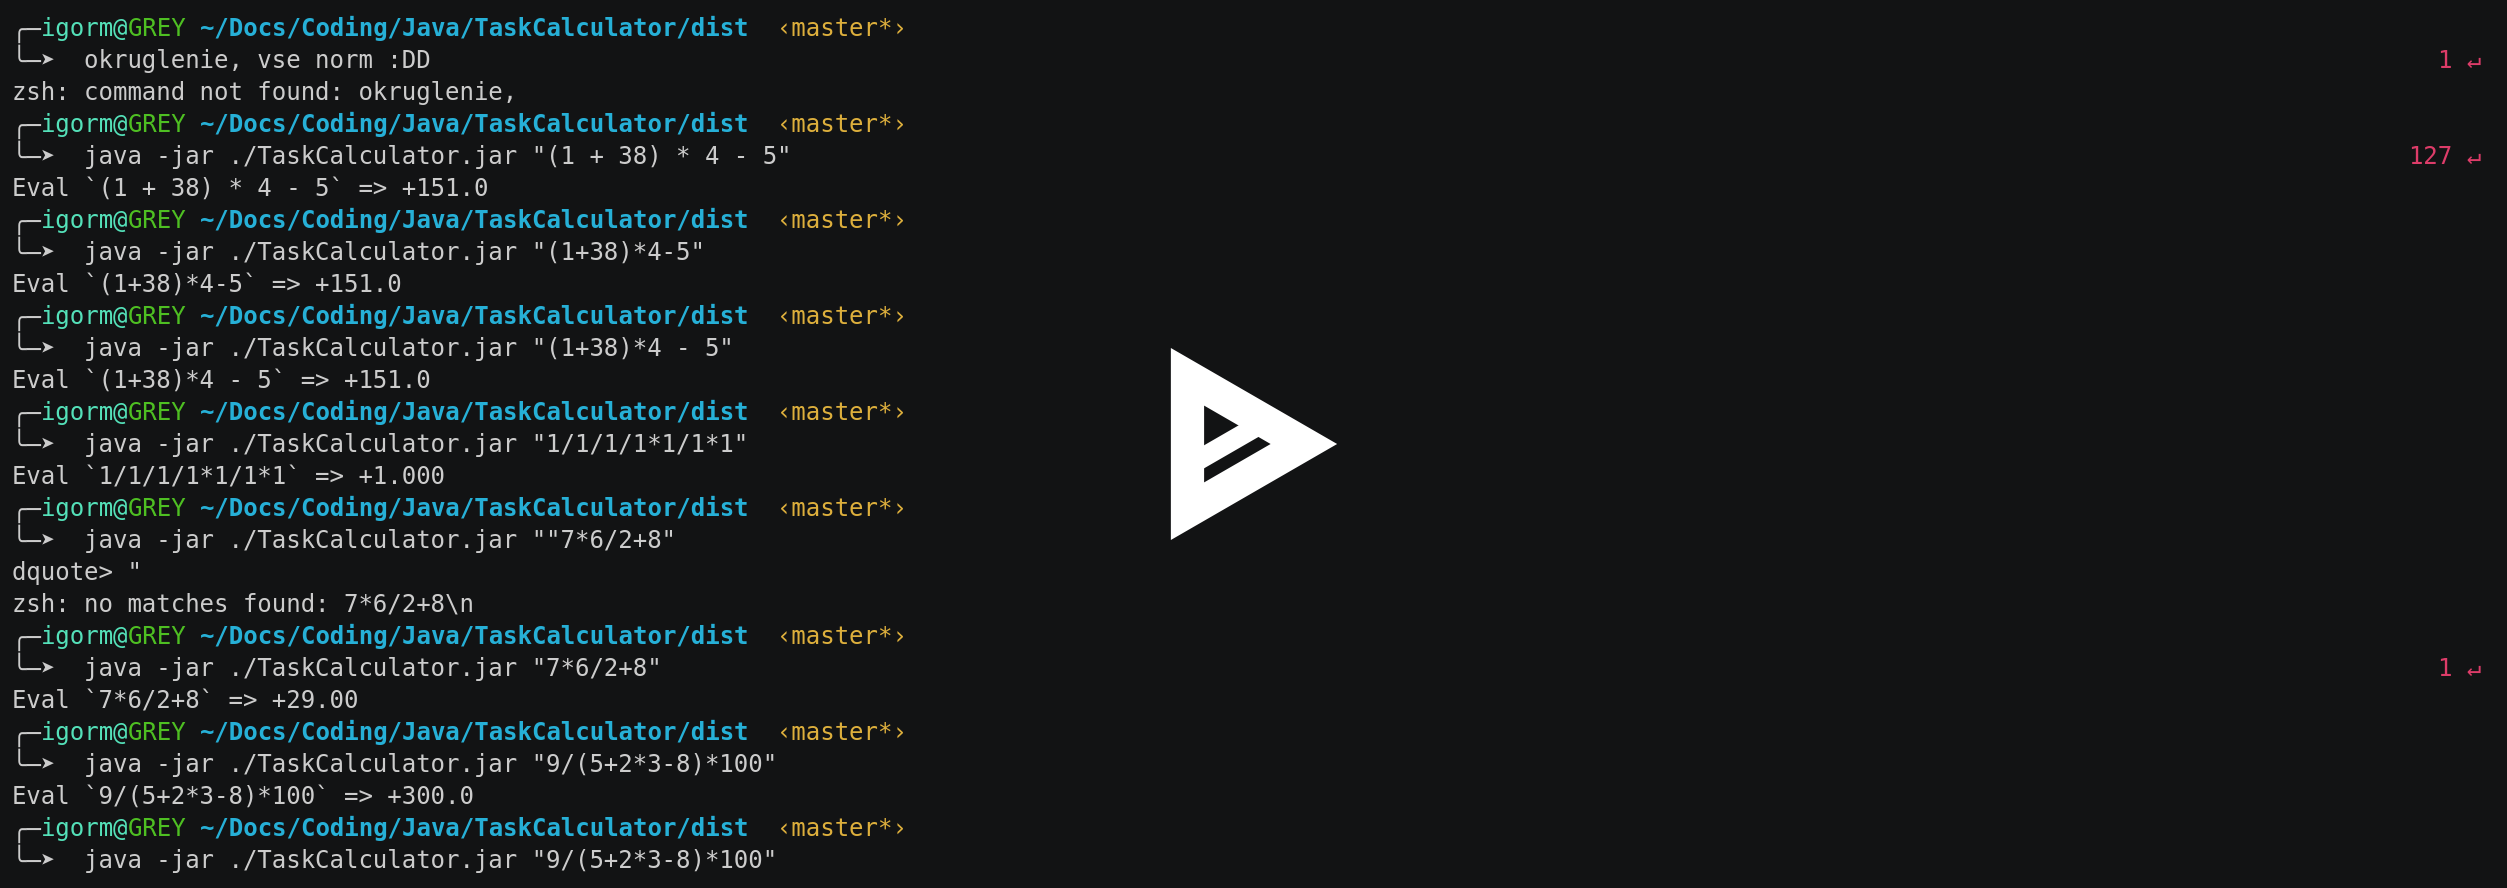 ╭─igorm@GREY ~/Docs/Coding/Java/TaskCalculator/dist  ‹master*›
╰─➤  okruglenie, vse norm :DD 1 ↵
zsh: command not found: okruglenie,
╭─igorm@GREY ~/Docs/Coding/Java/TaskCalculator/dist  ‹master*›
╰─➤  java -jar ./TaskCalculator.jar "(1 + 38) * 4 - 5" 127 ↵
Eval `(1 + 38) * 4 - 5` => +151.0
╭─igorm@GREY ~/Docs/Coding/Java/TaskCalculator/dist  ‹master*›
╰─➤  java -jar ./TaskCalculator.jar "(1+38)*4-5"
Eval `(1+38)*4-5` => +151.0
╭─igorm@GREY ~/Docs/Coding/Java/TaskCalculator/dist  ‹master*›
╰─➤  java -jar ./TaskCalculator.jar "(1+38)*4 - 5"
Eval `(1+38)*4 - 5` => +151.0
╭─igorm@GREY ~/Docs/Coding/Java/TaskCalculator/dist  ‹master*›
╰─➤  java -jar ./TaskCalculator.jar "1/1/1/1*1/1*1"
Eval `1/1/1/1*1/1*1` => +1.000
╭─igorm@GREY ~/Docs/Coding/Java/TaskCalculator/dist  ‹master*›
╰─➤  java -jar ./TaskCalculator.jar ""7*6/2+8"
dquote> "
zsh: no matches found: 7*6/2+8\n
╭─igorm@GREY ~/Docs/Coding/Java/TaskCalculator/dist  ‹master*›
╰─➤  java -jar ./TaskCalculator.jar "7*6/2+8" 1 ↵
Eval `7*6/2+8` => +29.00
╭─igorm@GREY ~/Docs/Coding/Java/TaskCalculator/dist  ‹master*›
╰─➤  java -jar ./TaskCalculator.jar "9/(5+2*3-8)*100"
Eval `9/(5+2*3-8)*100` => +300.0
╭─igorm@GREY ~/Docs/Coding/Java/TaskCalculator/dist  ‹master*›
╰─➤  java -jar ./TaskCalculator.jar "9/(5+2*3-8)*100"